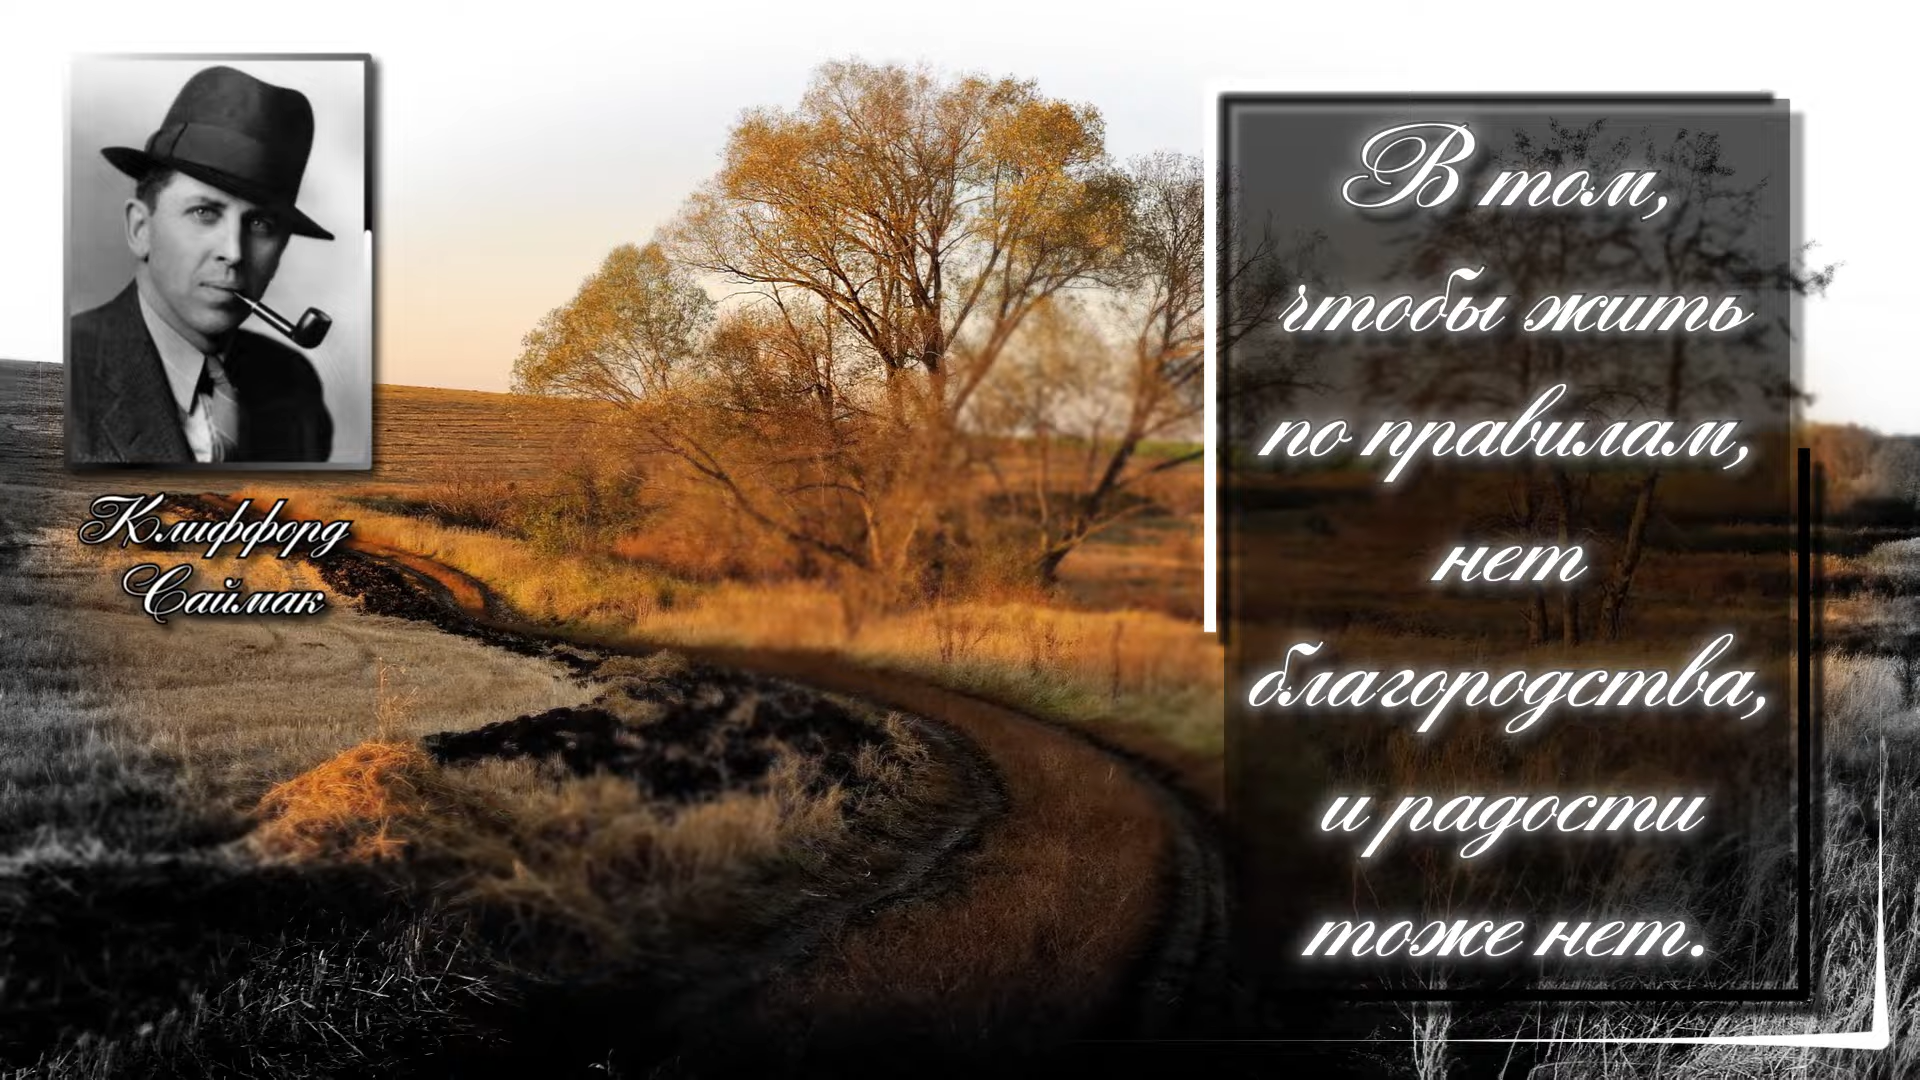 Клиффорд
Саймак
В том,
чтобы жить
по правилам,
нет
благородства,
и радости
тоже нет.